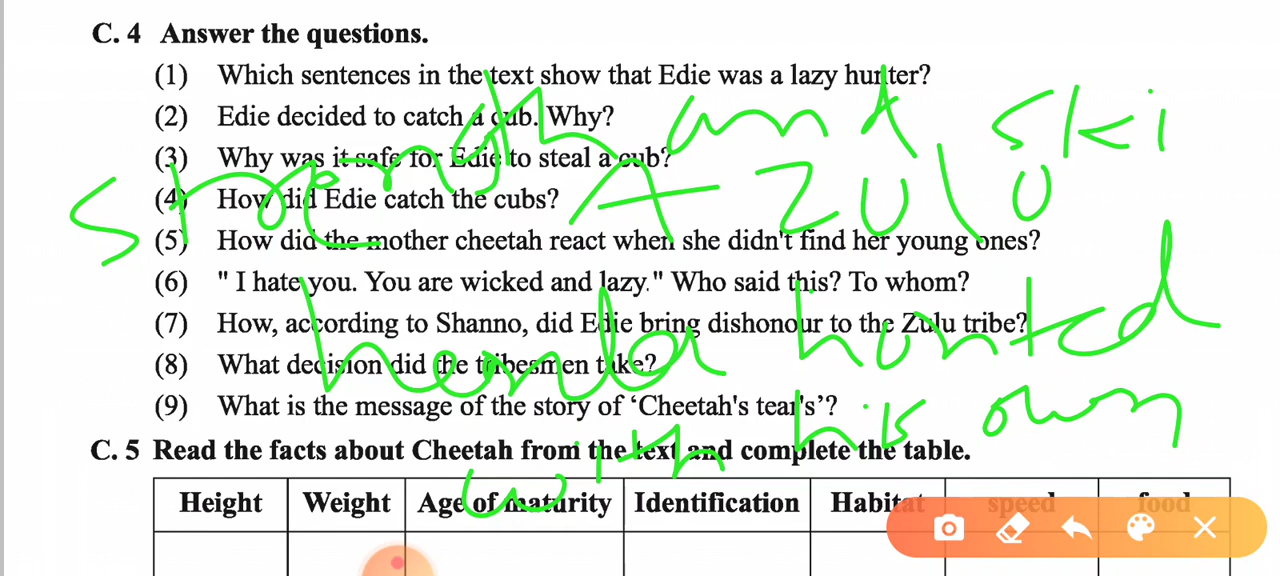 C. 4 Answer the questions.
(1) Which sentences in the text show that Edie was a lazy hunter?
(2) Edie decided to catch a cub. Why?
(3) Why was it safe for Edie to steal a cub?
(4) How did Edie catch the cubs?
(5) How did the mother cheetah react when she didn't find her young ones?
(6) " I hate you. You are wicked and lazy." Who said this? To whom?
(7) How, according to Shanno, did Edie bring dishonour to the Zulu tribe?
(8) What decision did the tribesmen take?
(9) What is the message of the story of ‘Cheetah's tear's’?
C. 5 Read the facts about Cheetah from the text and complete the table.
Height Weight Age of maturity Identification Habitat speed food
and ski
A Zulu
honted
with his own